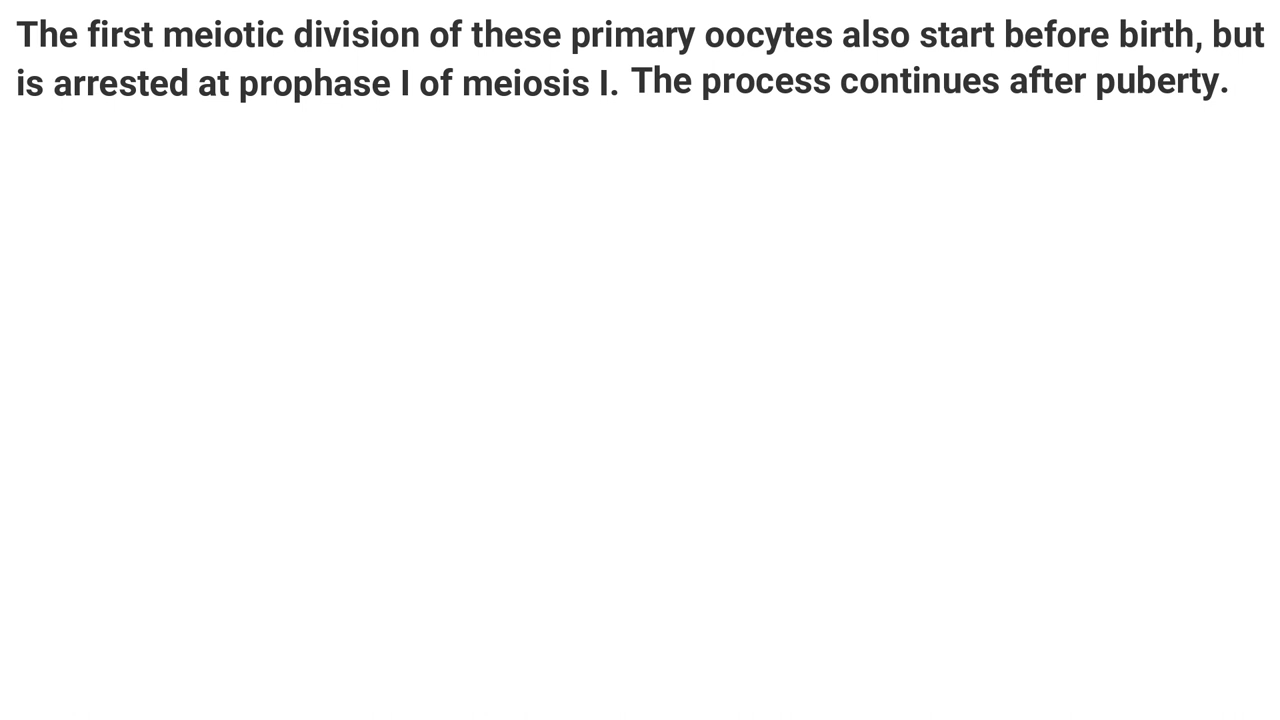 The first meiotic division of these primary oocytes also start before birth, but
is arrested at prophase I of meiosis I. The process continues after puberty.